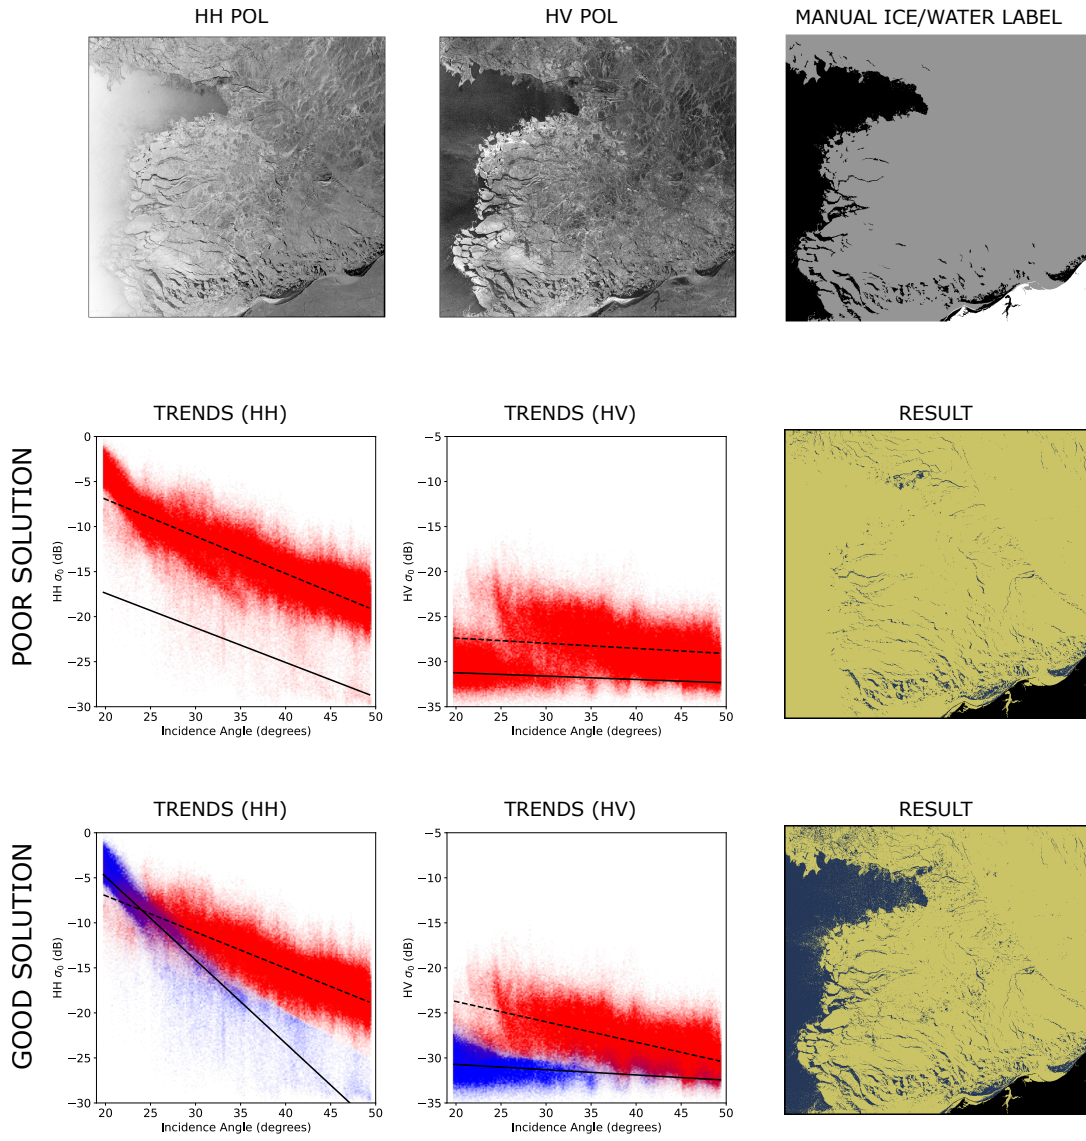 HH POL
HV POL
MANUAL ICE/WATER LABEL
POOR SOLUTION
TRENDS (HH)
0
−5
−10
−15
−20
−25
−30
HH σ₀ (dB)
20 25 30 35 40 45 50
Incidence Angle (degrees)
TRENDS (HV)
−5
−10
−15
−20
−25
−30
−35
HV σ₀ (dB)
20 25 30 35 40 45 50
Incidence Angle (degrees)
RESULT
GOOD SOLUTION
TRENDS (HH)
0
−5
−10
−15
−20
−25
−30
HH σ₀ (dB)
20 25 30 35 40 45 50
Incidence Angle (degrees)
TRENDS (HV)
−5
−10
−15
−20
−25
−30
−35
HV σ₀ (dB)
20 25 30 35 40 45 50
Incidence Angle (degrees)
RESULT